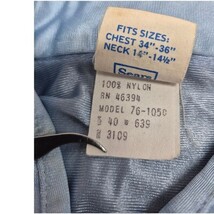 FITS SIZES:
CHEST 34"-36"
NECK 14"-14½"
Sears
100% NYLON
RN 46394
MODEL 76-1050
S 40 W 639
B 3109